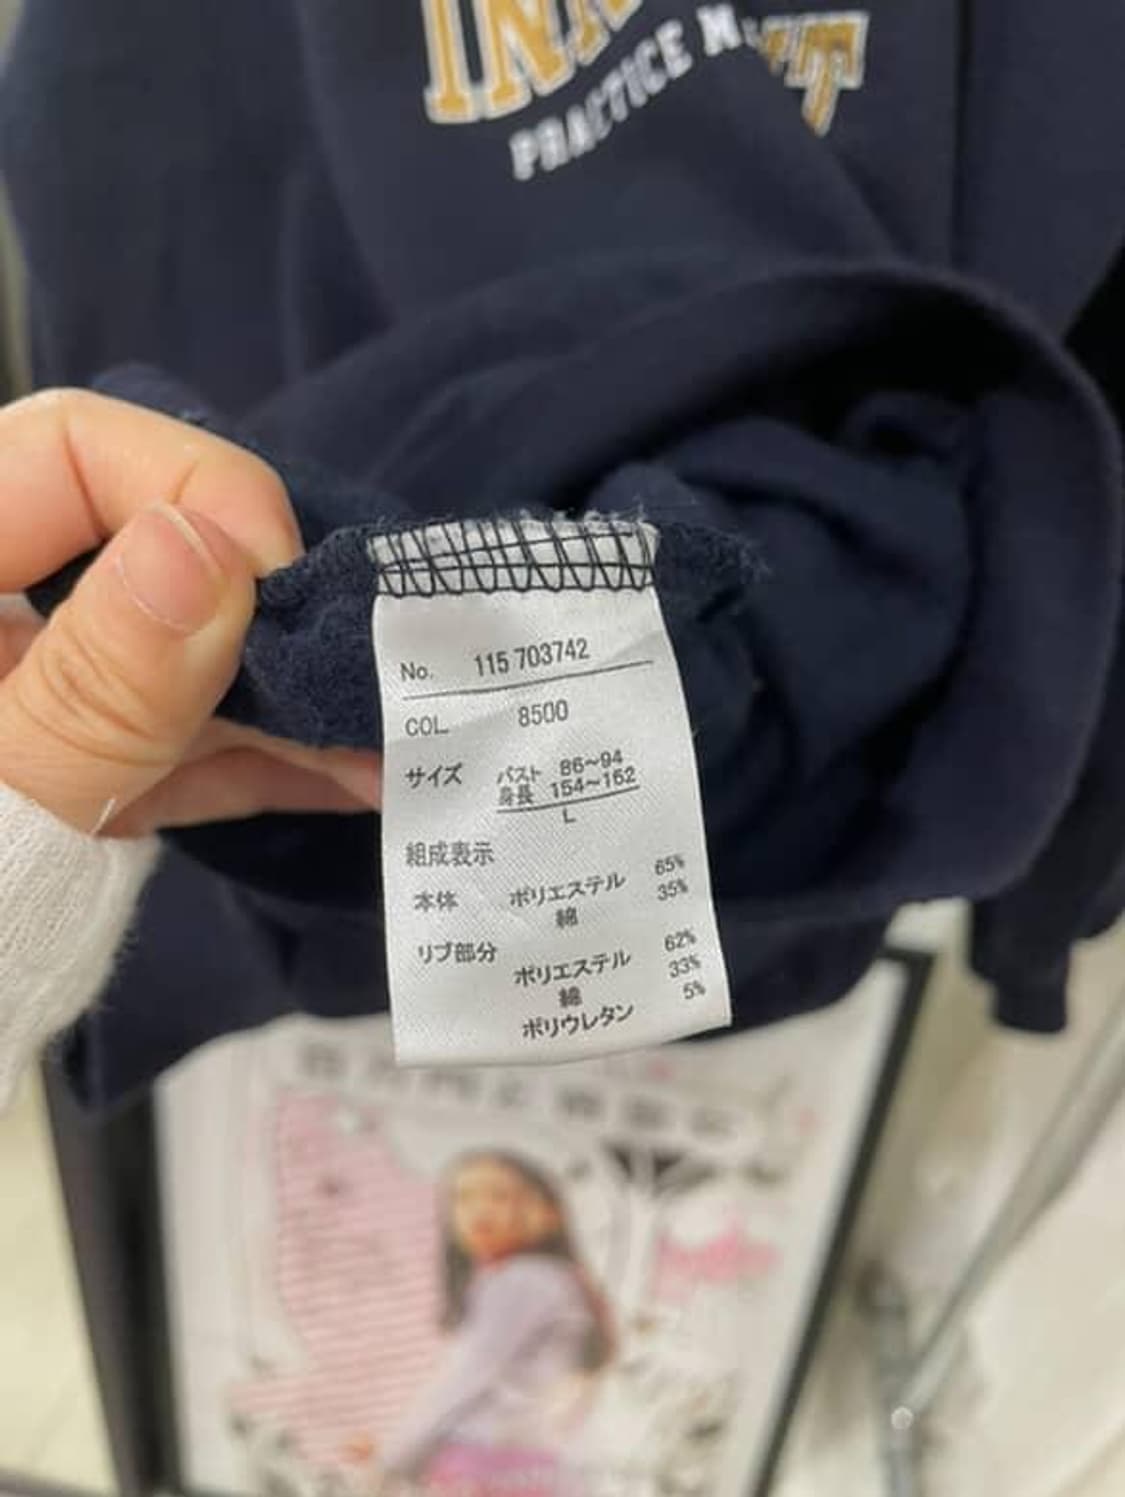 INN
PRACTICE
No. 115 703742
COL. 8500
サイズ バスト 86~94
身長 154~162
L
組成表示
本体 ポリエステル 65%
綿 35%
リブ部分
ポリエステル 62%
綿 33%
ポリウレタン 5%